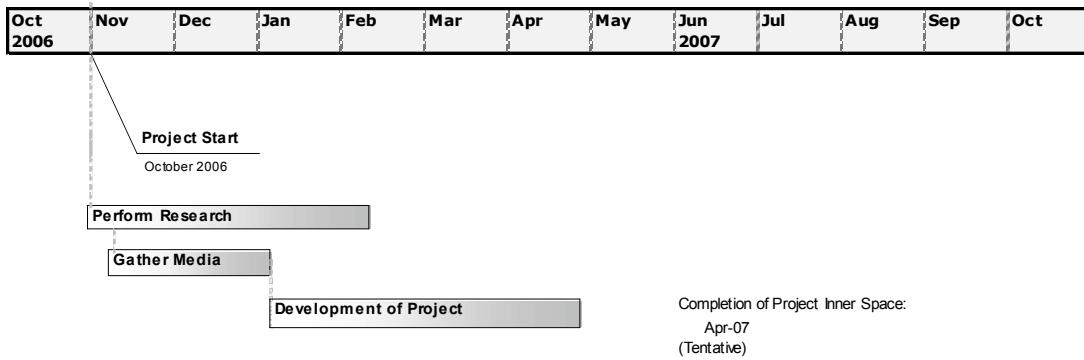 Oct Nov Dec Jan Feb Mar Apr May Jun Jul Aug Sep Oct
2006 2007
Project Start
October 2006
Perform Research
Gather Media
Development of Project
Completion of Project Inner Space:
Apr-07
(Tentative)